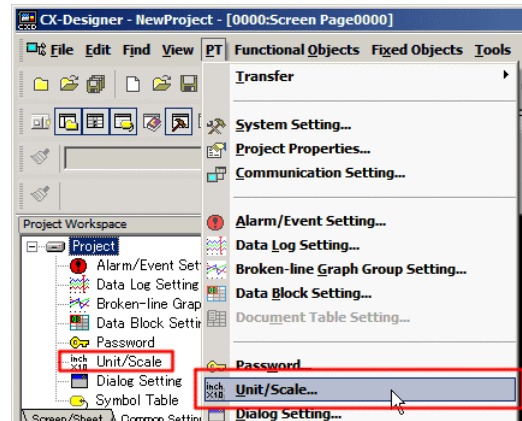 CX-Designer - NewProject - [0000:Screen Page0000]
File Edit Find View PT Functional Objects Fixed Objects Tools
Transfer
System Setting...
Project Properties...
Communication Setting...
Project Workspace
Project
Alarm/Event Set
Data Log Setting
Broken-line Grap
Data Block Settin
Password
inch X10 Unit/Scale
Dialog Setting
Symbol Table
Screen/Sheet Common Settin
Alarm/Event Setting...
Data Log Setting...
Broken-line Graph Group Setting...
Data Block Setting...
Document Table Setting...
Password...
inch X10 Unit/Scale...
Dialog Setting...